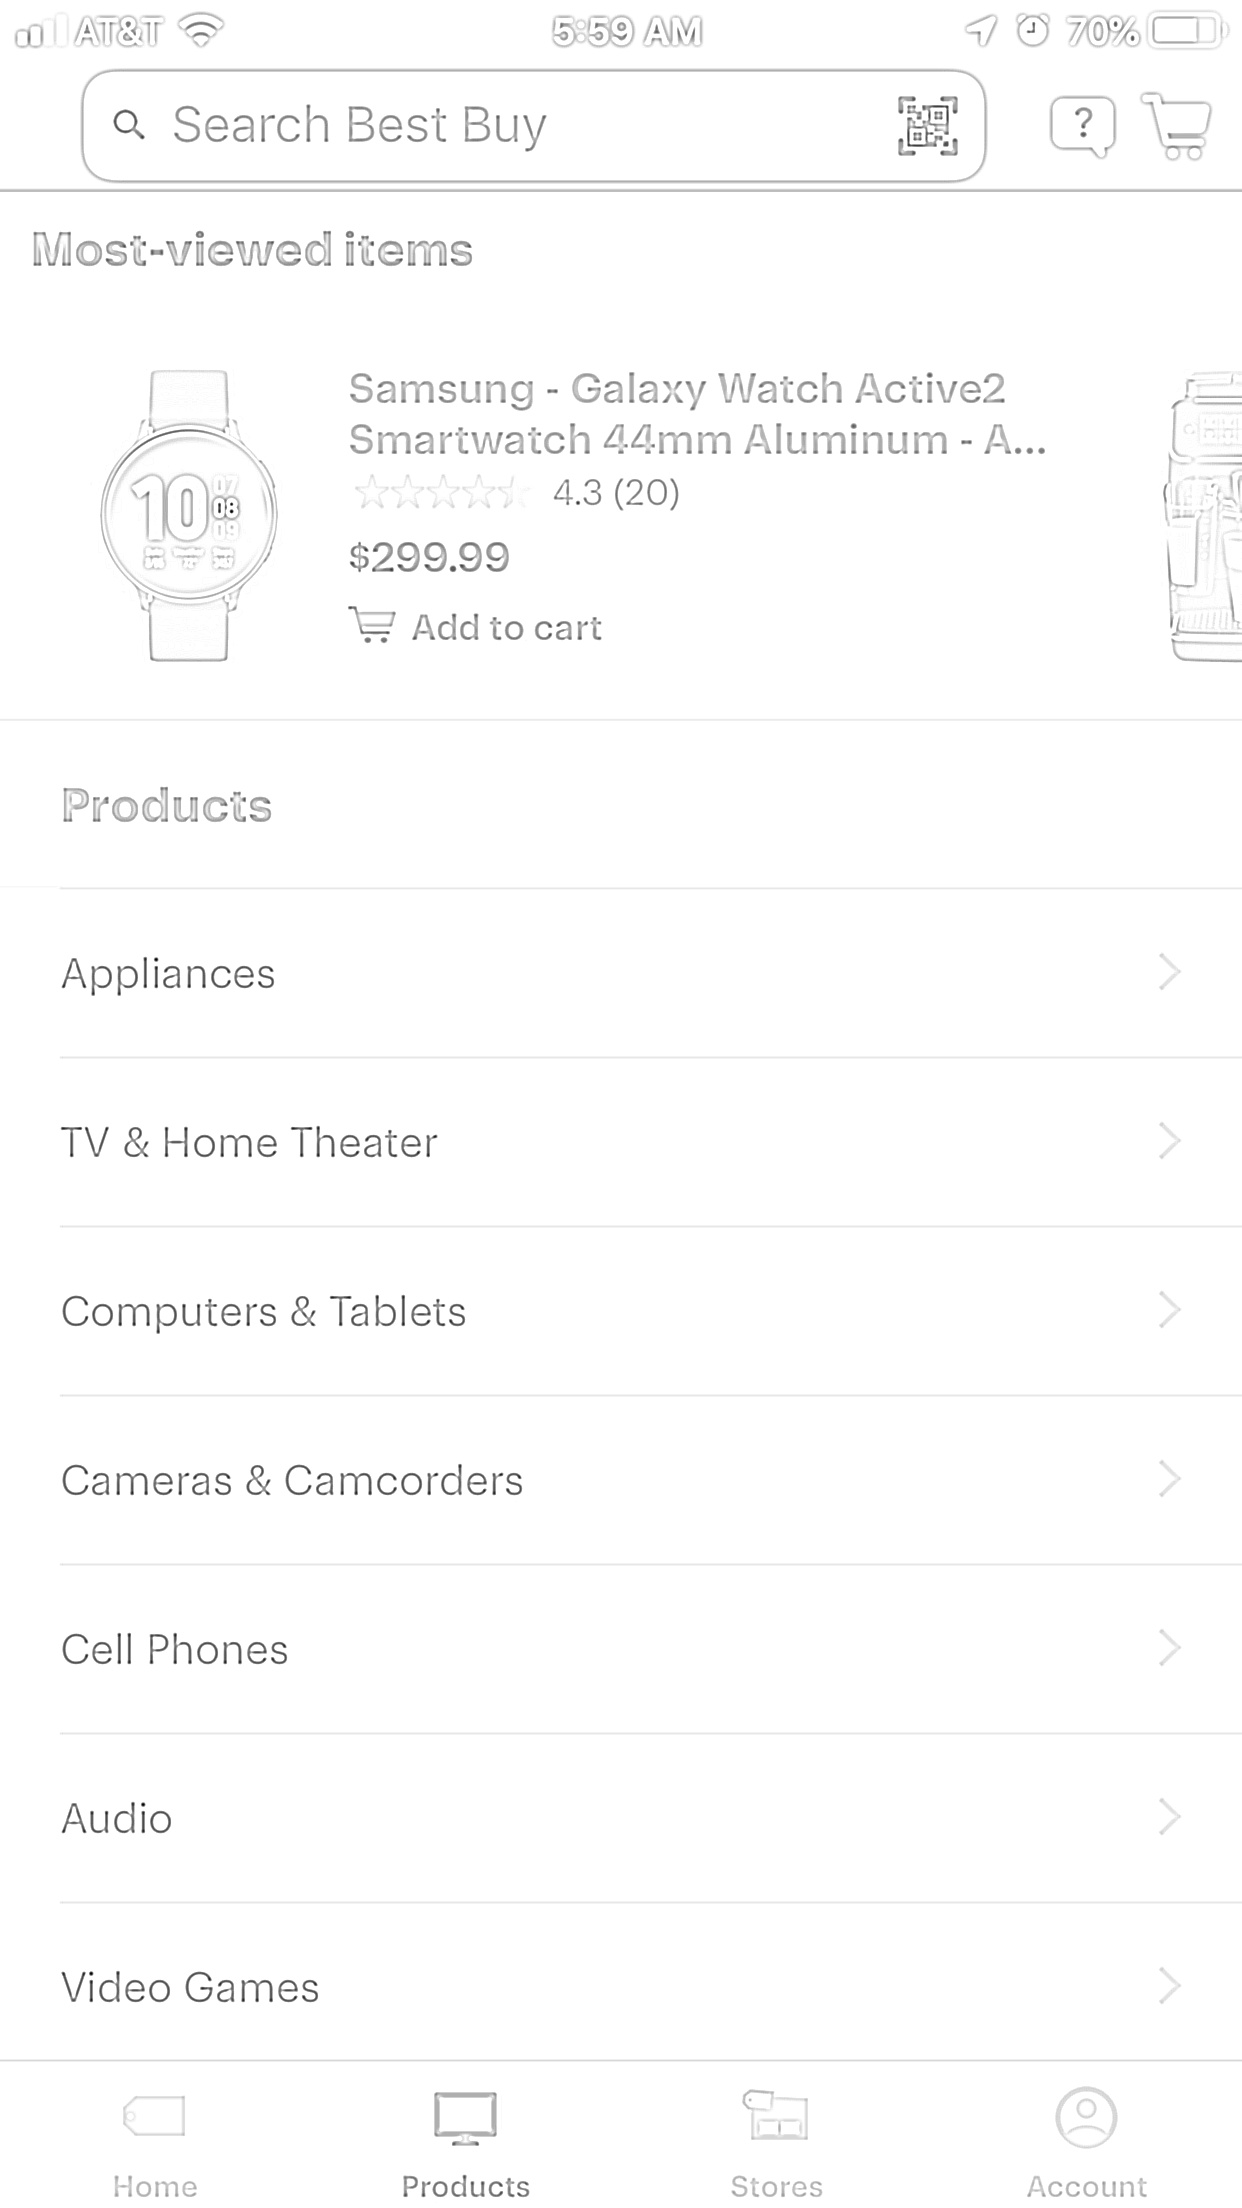 AT&T 5:59 AM 70%
Search Best Buy
?
Most-viewed items
Samsung - Galaxy Watch Active2
Smartwatch 44mm Aluminum - A...
4.3 (20)
$299.99
Add to cart
10 07
08
09
Products
Appliances
TV & Home Theater
Computers & Tablets
Cameras & Camcorders
Cell Phones
Audio
Video Games
Home Products Stores Account